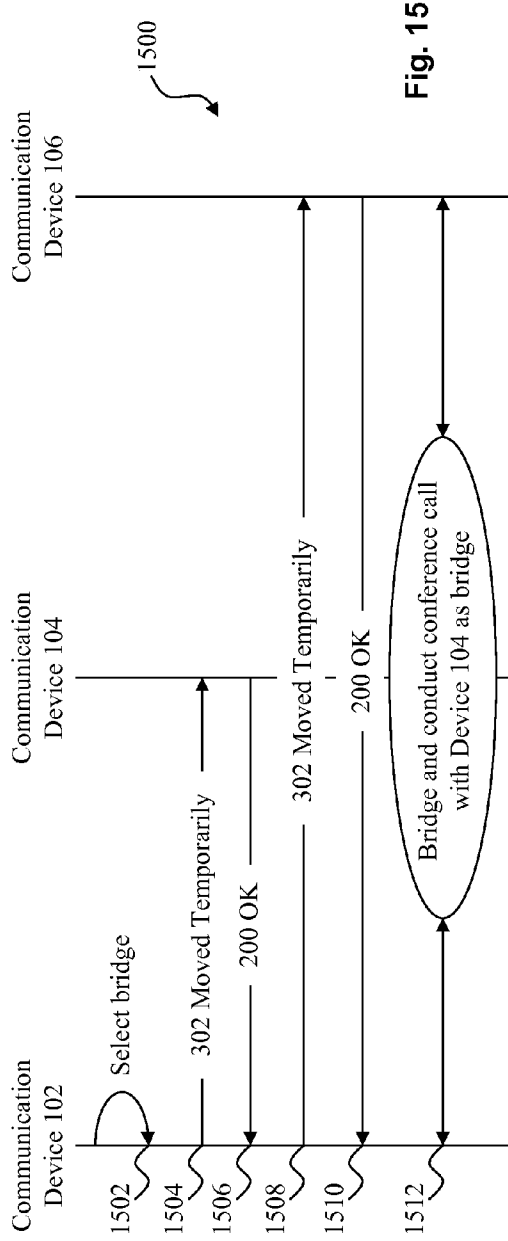 Communication
Device 102
Communication
Device 104
Communication
Device 106
1500
1502
Select bridge
1504
302 Moved Temporarily
1506
200 OK
1508
302 Moved Temporarily
1510
200 OK
1512
Bridge and conduct conference call
with Device 104 as bridge
Fig. 15